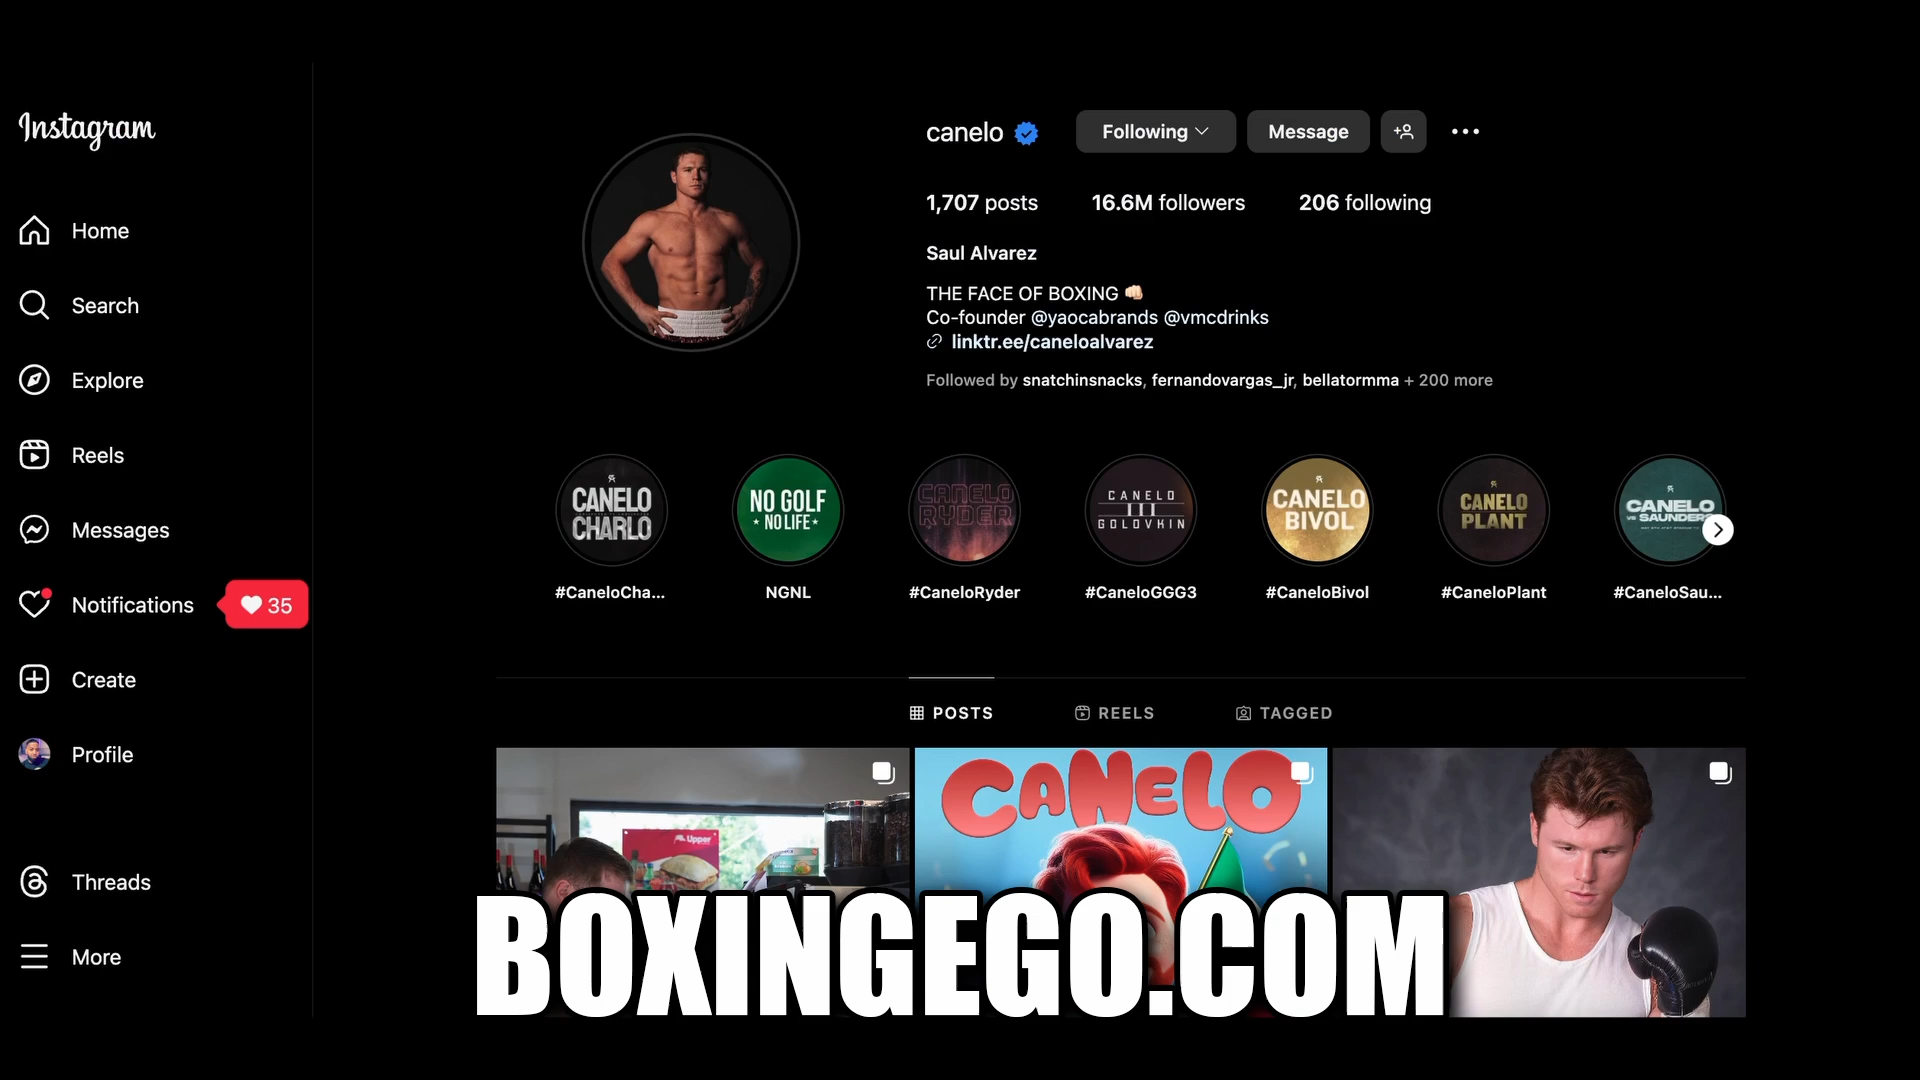 Instagram
Home
Search
Explore
Reels
Messages
Notifications
35
Create
Profile
Threads
More
canelo
Following
Message
1,707 posts
16.6M followers
206 following
Saul Alvarez
THE FACE OF BOXING 👊🏻
Co-founder @yaocabrands @vmcdrinks
linktr.ee/caneloalvarez
Followed by snatchinsnacks, fernandovargas_jr, bellatormma + 200 more
CANELO
CHARLO
#CaneloCha...
NO GOLF
NO LIFE
NGNL
CANELO
RYDER
#CaneloRyder
CANELO
III
GOLOVKIN
#CaneloGGG3
CANELO
BIVOL
#CaneloBivol
CANELO
PLANT
#CaneloPlant
CANELO
VS SAUNDERS
#CaneloSau...
POSTS
REELS
TAGGED
Upper
CANELO
BOXINGEGO.COM